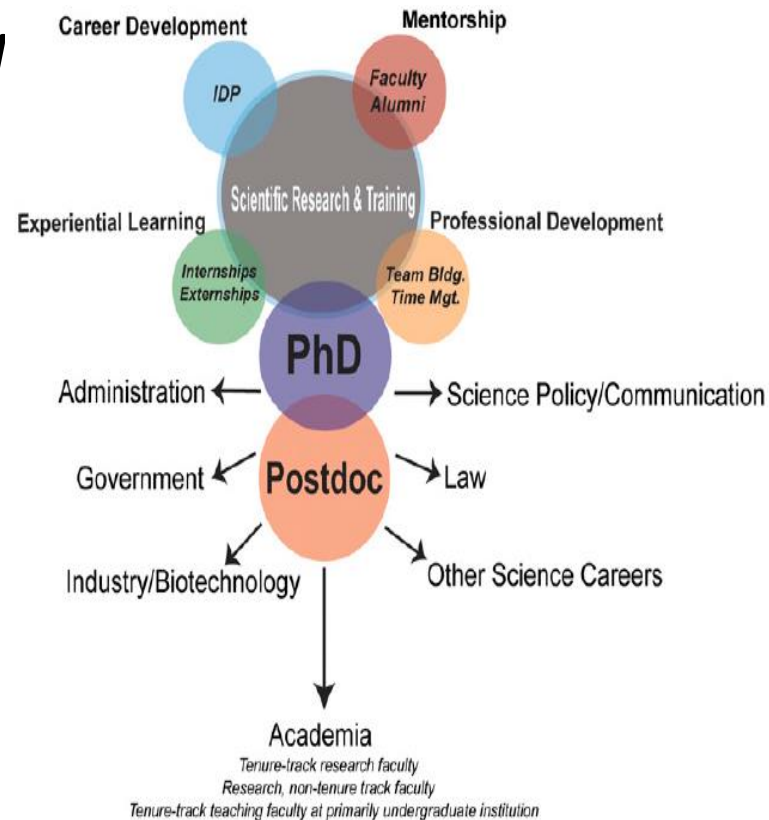 Career Development
Mentorship
IDP
Faculty
Alumni
Scientific Research & Training
Experiential Learning
Professional Development
Internships
Externships
Team Bldg.
Time Mgt.
PhD
Administration
Science Policy/Communication
Government
Postdoc
Law
Industry/Biotechnology
Other Science Careers
Academia
Tenure-track research faculty
Research, non-tenure track faculty
Tenure-track teaching faculty at primarily undergraduate institution